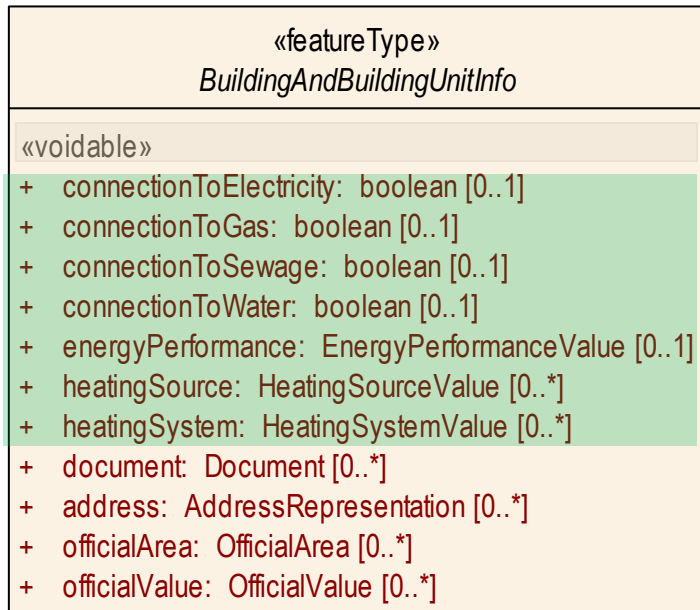 «featureType»
BuildingAndBuildingUnitInfo
«voidable»
+ connectionToElectricity: boolean [0..1]
+ connectionToGas: boolean [0..1]
+ connectionToSewage: boolean [0..1]
+ connectionToWater: boolean [0..1]
+ energyPerformance: EnergyPerformanceValue [0..1]
+ heatingSource: HeatingSourceValue [0..*]
+ heatingSystem: HeatingSystemValue [0..*]
+ document: Document [0..*]
+ address: AddressRepresentation [0..*]
+ officialArea: OfficialArea [0..*]
+ officialValue: OfficialValue [0..*]